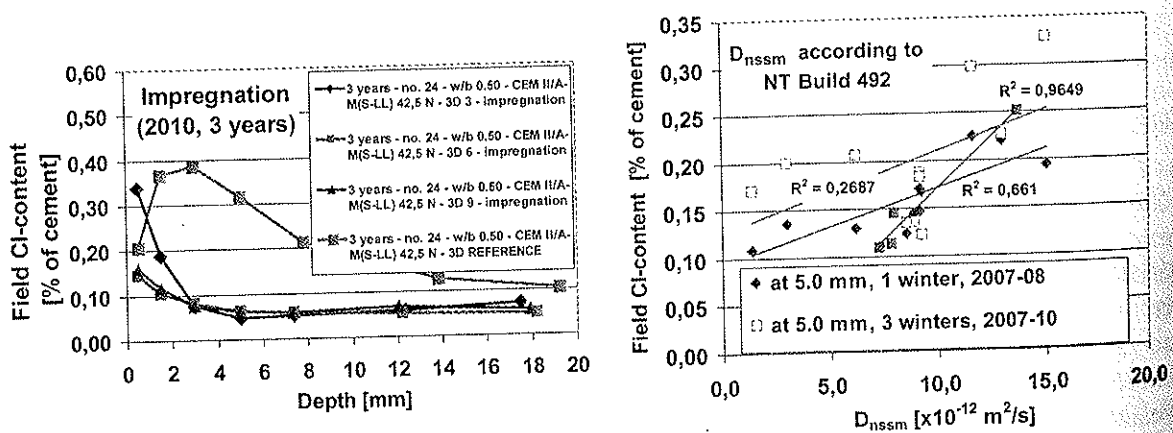 0,60
0,50
0,40
0,30
0,20
0,10
0,00
Field Cl-content
[% of cement]
Impregnation
(2010, 3 years)
3 years - no. 24 - w/b 0.50 - CEM II/A-
M(S-LL) 42,5 N - 3D 3 - impregnation
3 years - no. 24 - w/b 0.50 - CEM II/A-
M(S-LL) 42,5 N - 3D 6 - impregnation
3 years - no. 24 - w/b 0.50 - CEM II/A-
M(S-LL) 42,5 N - 3D 9 - impregnation
3 years - no. 24 - w/b 0.50 - CEM II/A-
M(S-LL) 42,5 N - 3D REFERENCE
0 2 4 6 8 10 12 14 16 18 20
Depth [mm]
0,35
0,30
0,25
0,20
0,15
0,10
0,05
0,00
Field Cl-content [% of cement]
D_nssm according to
NT Build 492
R² = 0,9649
R² = 0,2687
R² = 0,661
at 5.0 mm, 1 winter, 2007-08
at 5.0 mm, 3 winters, 2007-10
0,0 5,0 10,0 15,0 20,0
D_nssm [x10⁻¹² m²/s]